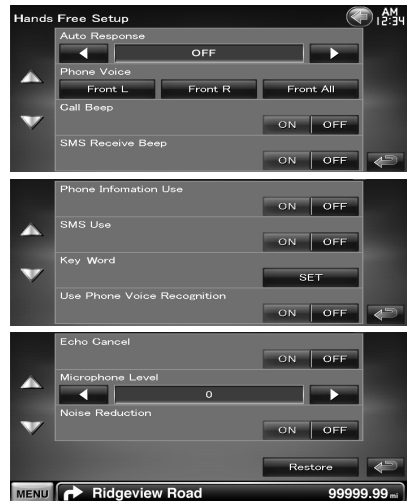 Hands Free Setup
AM
12:34
Auto Response
OFF
Phone Voice
Front L Front R Front All
Call Beep
ON OFF
SMS Receive Beep
ON OFF
Phone Infomation Use
ON OFF
SMS Use
ON OFF
Key Word
SET
Use Phone Voice Recognition
ON OFF
Echo Cancel
ON OFF
Microphone Level
0
Noise Reduction
ON OFF
Restore
MENU Ridgeview Road 99999.99 mi